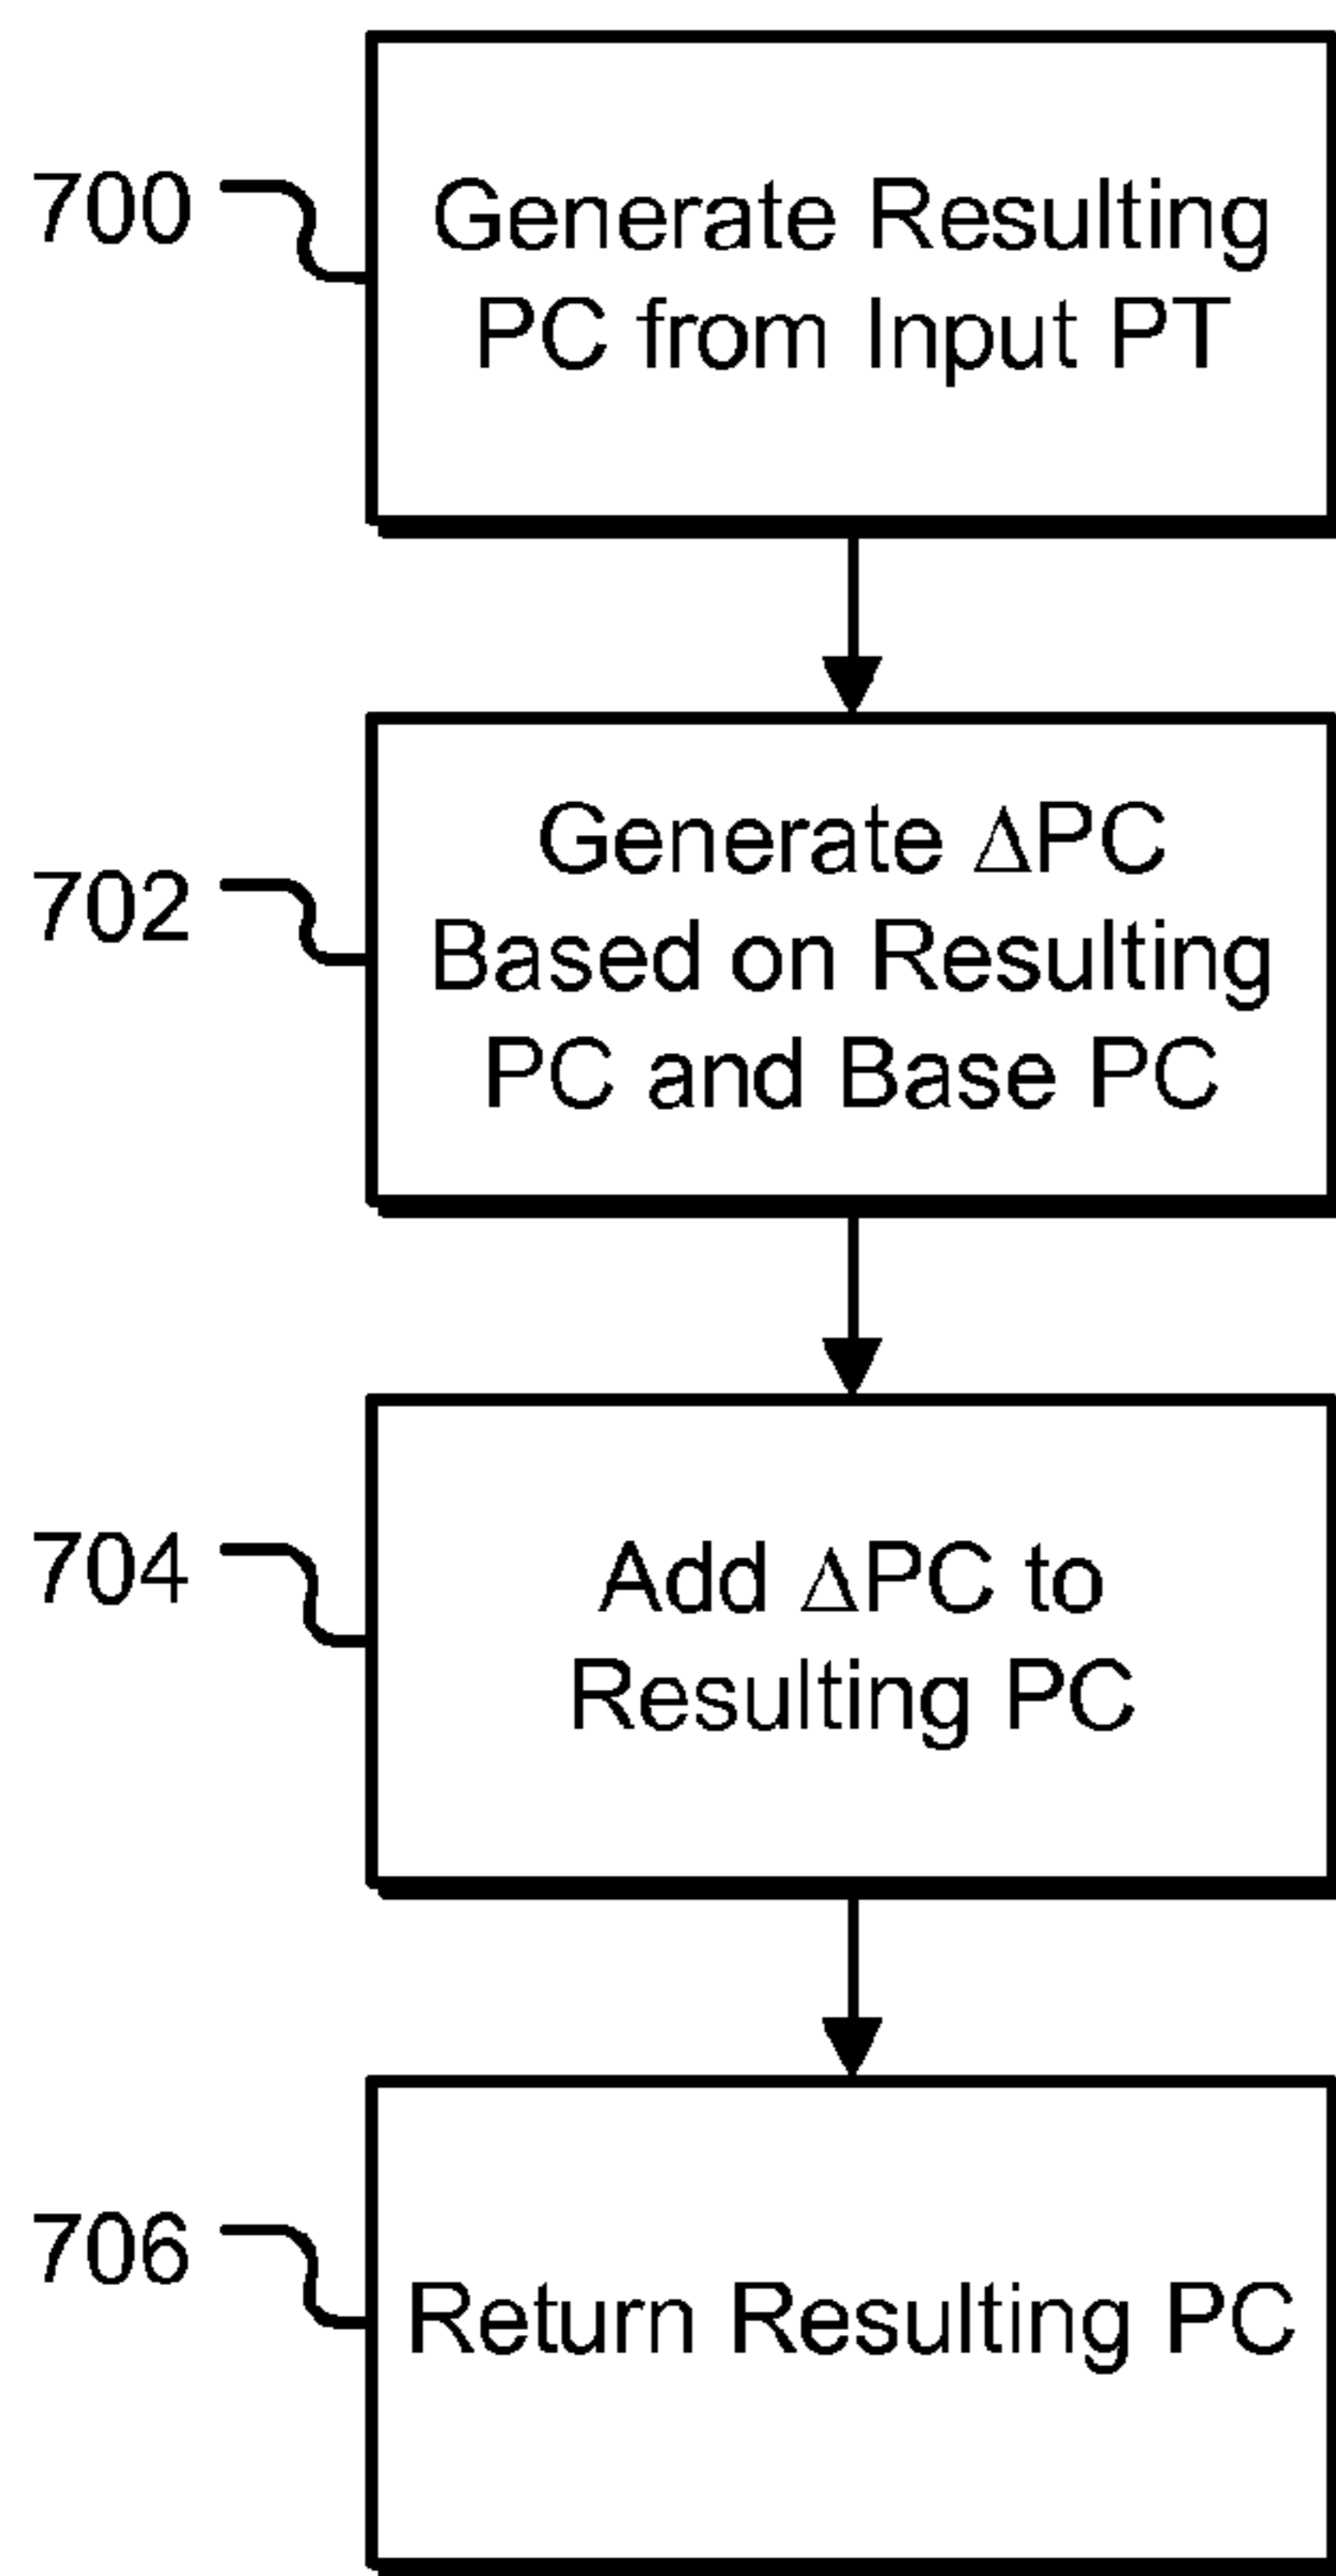 700
Generate Resulting
PC from Input PT
702
Generate ΔPC
Based on Resulting
PC and Base PC
704
Add ΔPC to
Resulting PC
706
Return Resulting PC